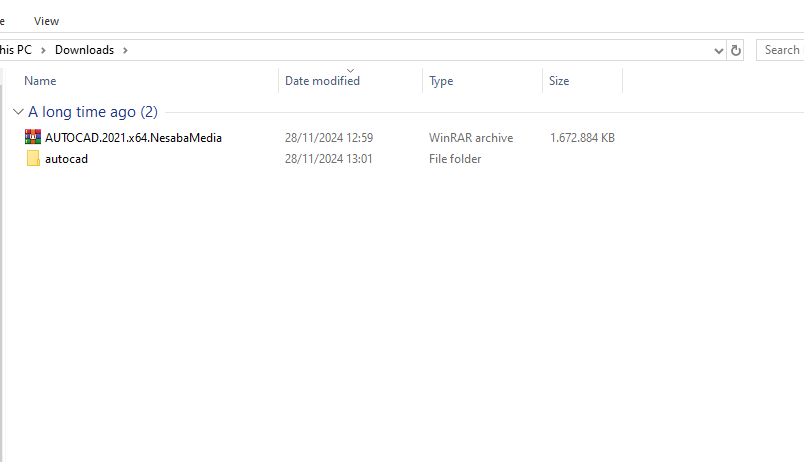 e View
his PC > Downloads > Search
Name Date modified Type Size
A long time ago (2)
AUTOCAD.2021.x64.NesabaMedia 28/11/2024 12:59 WinRAR archive 1.672.884 KB
autocad 28/11/2024 13:01 File folder